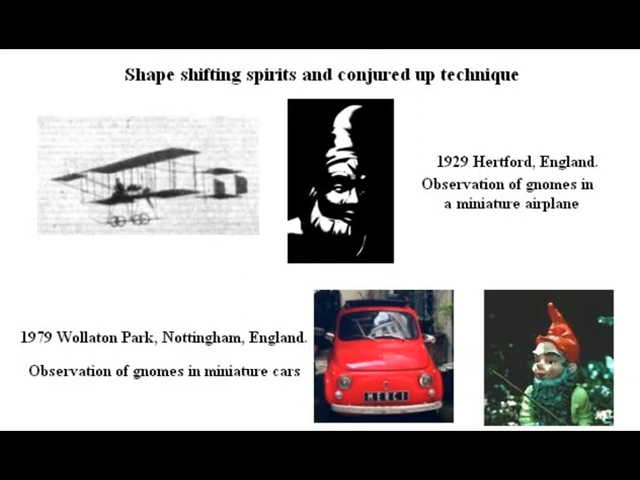 Shape shifting spirits and conjured up technique
1929 Hertford, England.
Observation of gnomes in
a miniature airplane
1979 Wollaton Park, Nottingham, England.
Observation of gnomes in miniature cars
MERCI